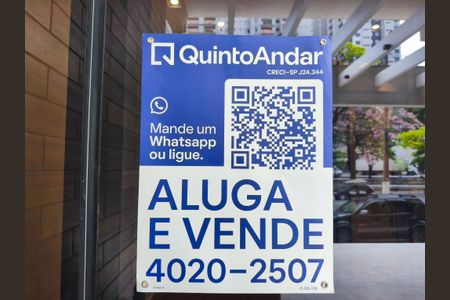 QuintoAndar
CRECI-SP J24.344
Mande um
Whatsapp
ou ligue.
ALUGA
E VENDE
4020-2507